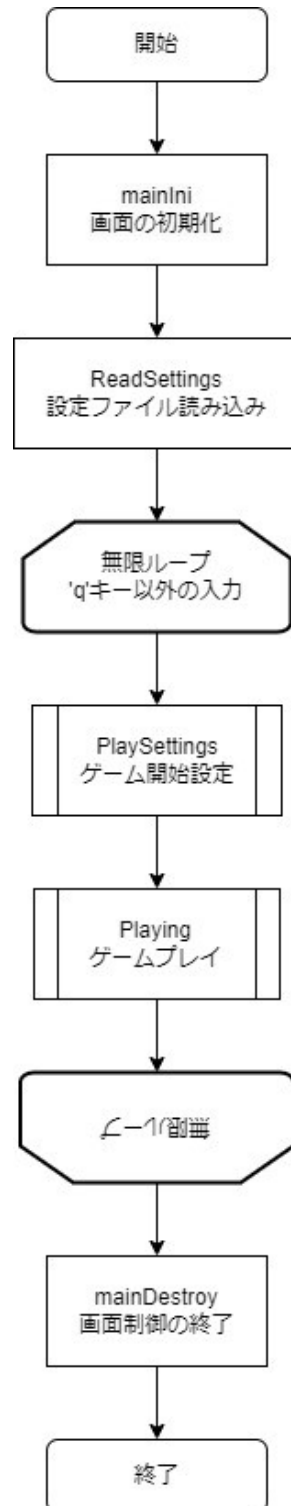 開始
mainIni
画面の初期化
ReadSettings
設定ファイル読み込み
無限ループ
'q'キー以外の入力
PlaySettings
ゲーム開始設定
Playing
ゲームプレイ
無限ループ
mainDestroy
画面制御の終了
終了